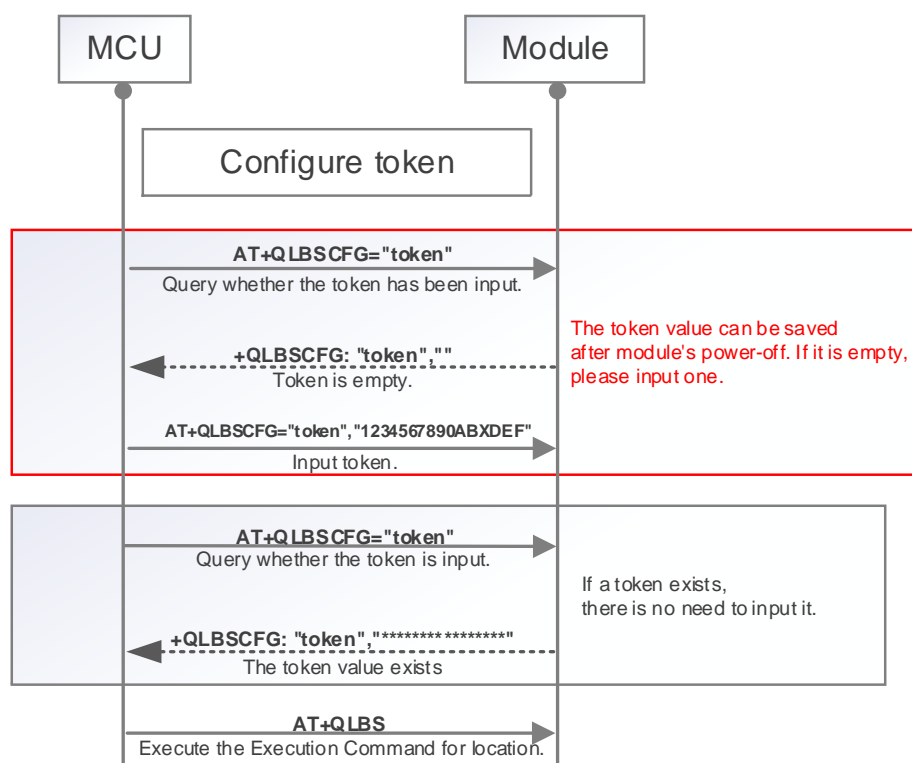 MCU
Module
Configure token
AT+QLBSCFG="token"
Query whether the token has been input.
The token value can be saved
after module's power-off. If it is empty,
please input one.
+QLBSCFG: "token",""
Token is empty.
AT+QLBSCFG="token","1234567890ABXDEF"
Input token.
AT+QLBSCFG="token"
Query whether the token is input.
If a token exists,
there is no need to input it.
+QLBSCFG: "token","****************"
The token value exists
AT+QLBS
Execute the Execution Command for location.